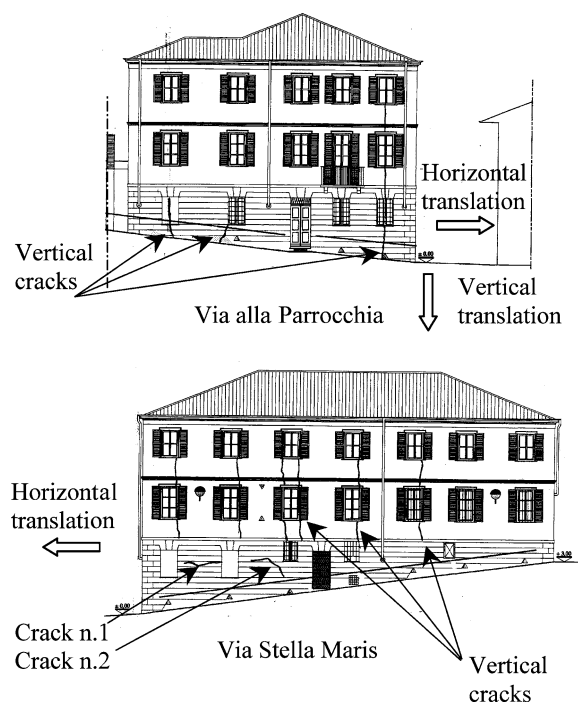 Horizontal
translation
Vertical
cracks
Via alla Parrocchia
Vertical
translation
Horizontal
translation
Crack n.1
Crack n.2
Via Stella Maris
Vertical
cracks